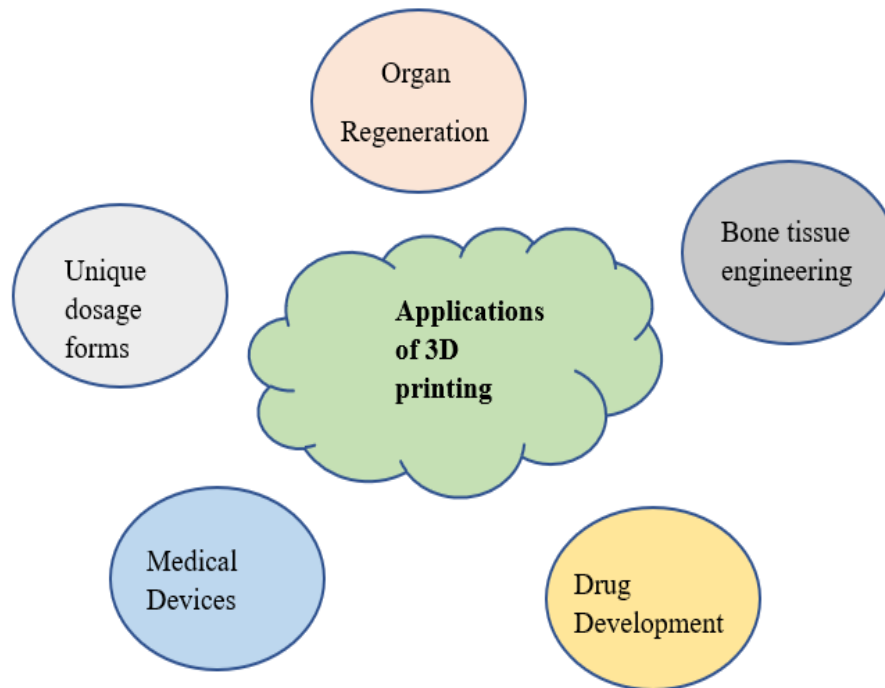 Organ
Regeneration
Bone tissue
engineering
Unique
dosage
forms
Applications
of 3D
printing
Medical
Devices
Drug
Development